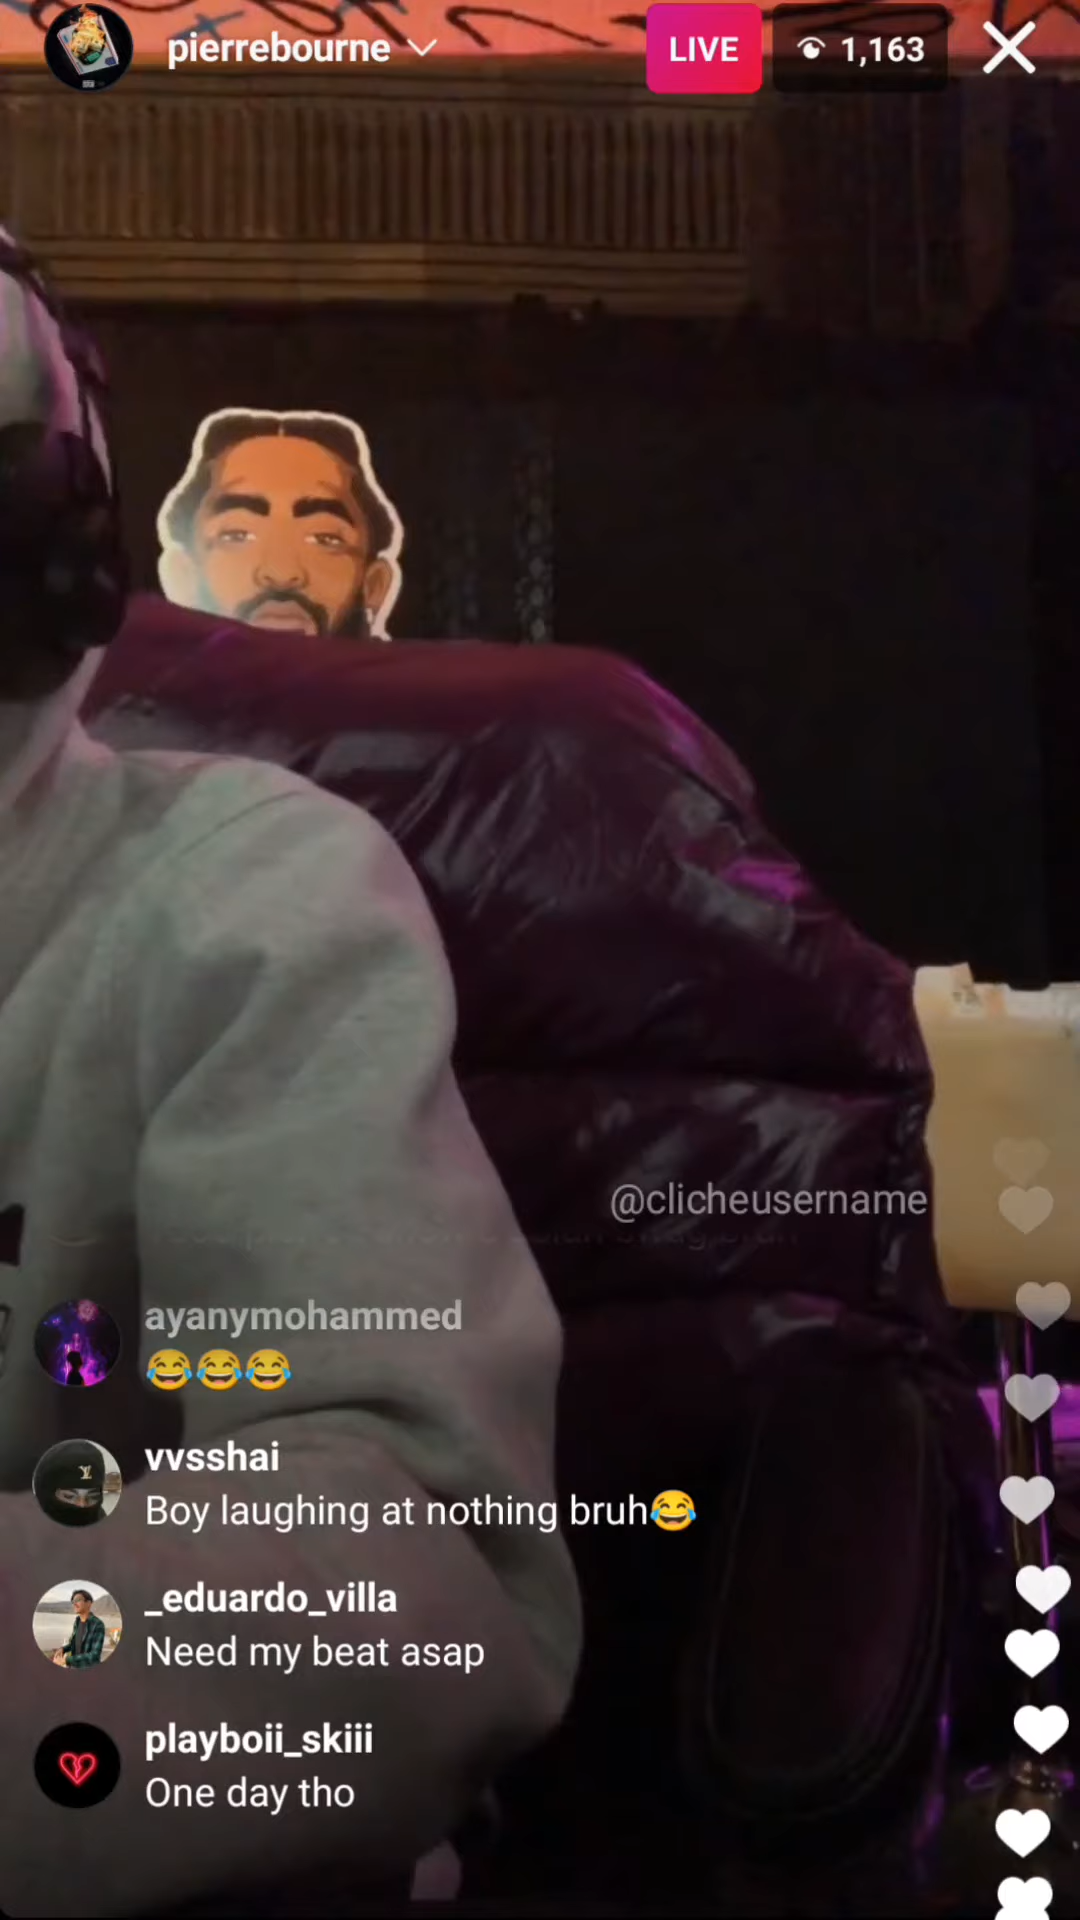 pierrebourne
LIVE
1,163
@clicheusername
ayanymohammed
😂😂😂
vvsshai
Boy laughing at nothing bruh😂
_eduardo_villa
Need my beat asap
playboii_skiii
One day tho